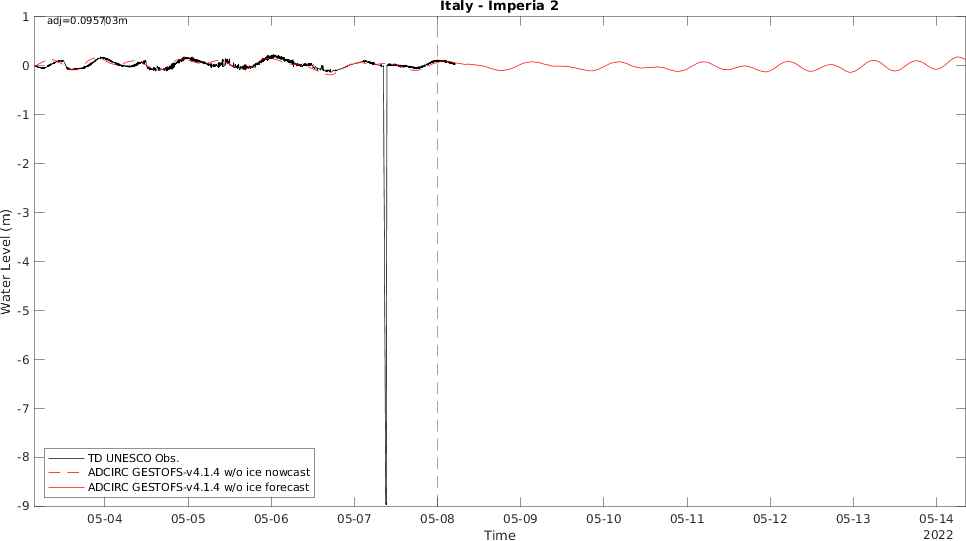 Italy - Imperia 2
adj=0.095703m
1
0
-1
-2
-3
-4
-5
-6
-7
-8
-9
Water Level (m)
TD UNESCO Obs.
ADCIRC GESTOFS-v4.1.4 w/o ice nowcast
ADCIRC GESTOFS-v4.1.4 w/o ice forecast
05-04 05-05 05-06 05-07 05-08 05-09 05-10 05-11 05-12 05-13 05-14
Time
2022